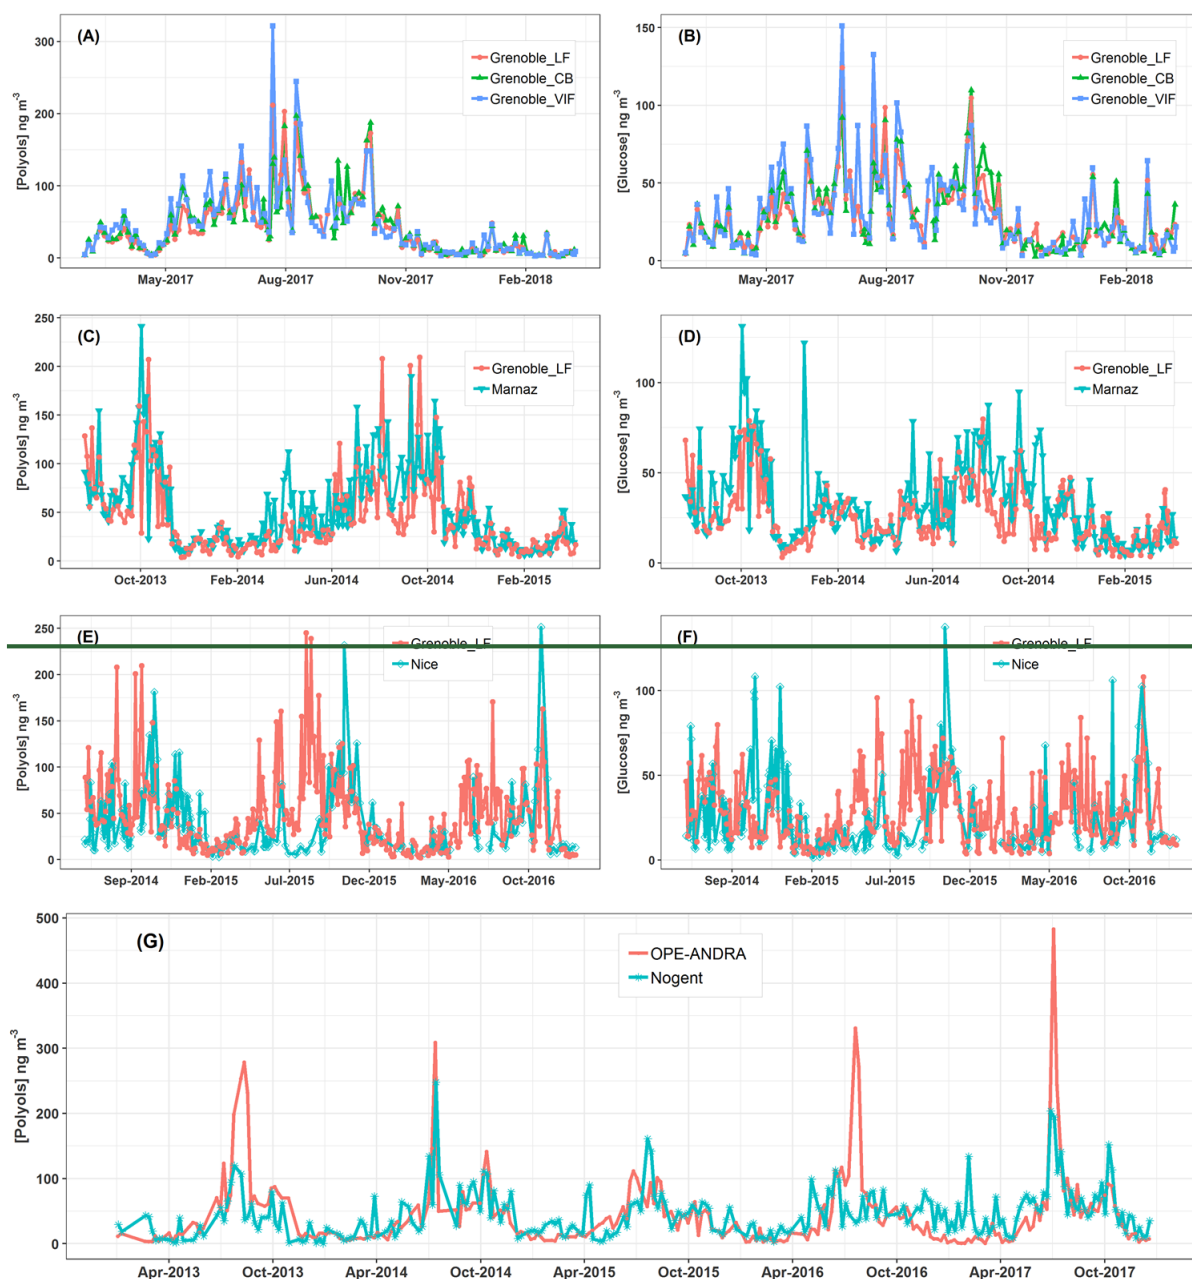 (A)
[Polyols] ng m⁻³
300
200
100
0
Grenoble_LF
Grenoble_CB
Grenoble_VIF
May-2017 Aug-2017 Nov-2017 Feb-2018
(B)
[Glucose] ng m⁻³
150
100
50
0
Grenoble_LF
Grenoble_CB
Grenoble_VIF
May-2017 Aug-2017 Nov-2017 Feb-2018
(C)
[Polyols] ng m⁻³
250
200
150
100
50
0
Grenoble_LF
Marnaz
Oct-2013 Feb-2014 Jun-2014 Oct-2014 Feb-2015
(D)
[Glucose] ng m⁻³
100
50
0
Grenoble_LF
Marnaz
Oct-2013 Feb-2014 Jun-2014 Oct-2014 Feb-2015
(E)
[Polyols] ng m⁻³
250
200
150
100
50
0
Grenoble_LF
Nice
Sep-2014 Feb-2015 Jul-2015 Dec-2015 May-2016 Oct-2016
(F)
[Glucose] ng m⁻³
100
50
0
Grenoble_LF
Nice
Sep-2014 Feb-2015 Jul-2015 Dec-2015 May-2016 Oct-2016
(G)
[Polyols] ng m⁻³
500
400
300
200
100
0
OPE-ANDRA
Nogent
Apr-2013 Oct-2013 Apr-2014 Oct-2014 Apr-2015 Oct-2015 Apr-2016 Oct-2016 Apr-2017 Oct-2017